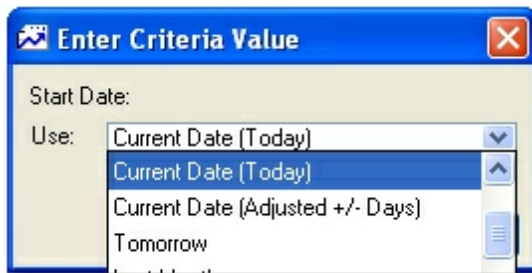 Enter Criteria Value
Start Date:
Use: Current Date (Today)
Current Date (Today)
Current Date (Adjusted +/- Days)
Tomorrow